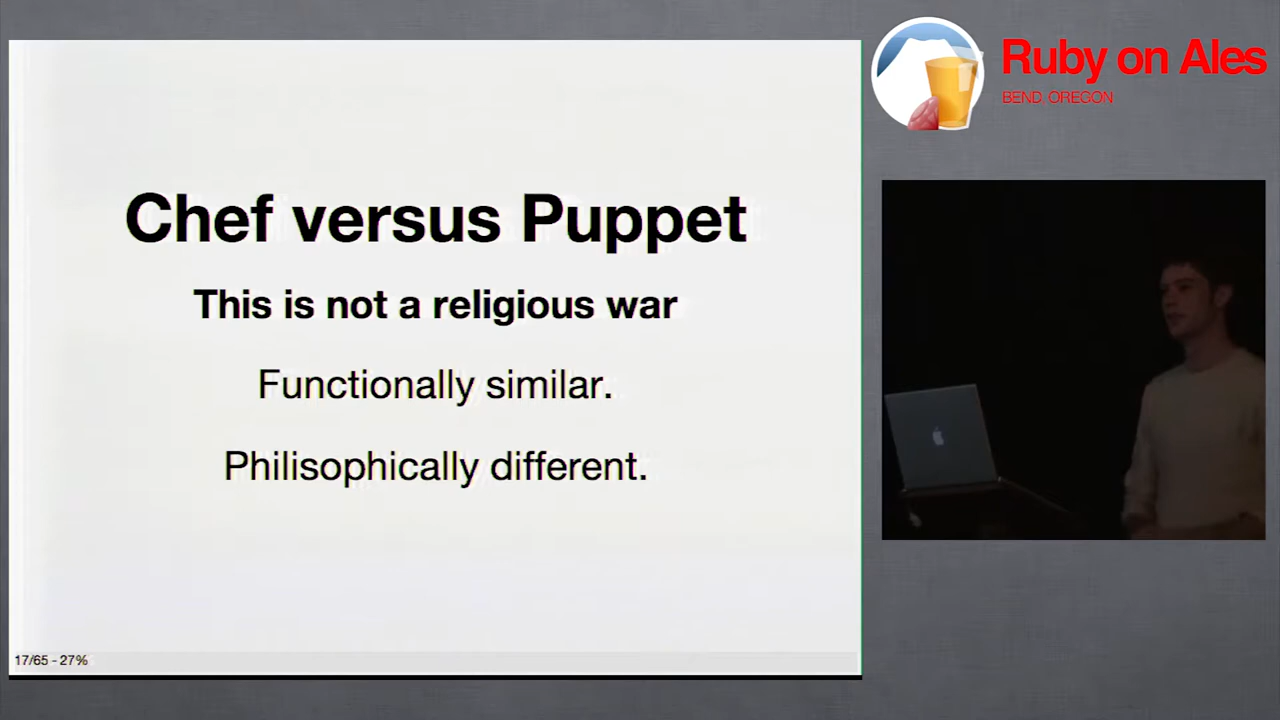 Chef versus Puppet
This is not a religious war
Functionally similar.
Philisophically different.
17/65 - 27%
Ruby on Ales
BEND, OREGON